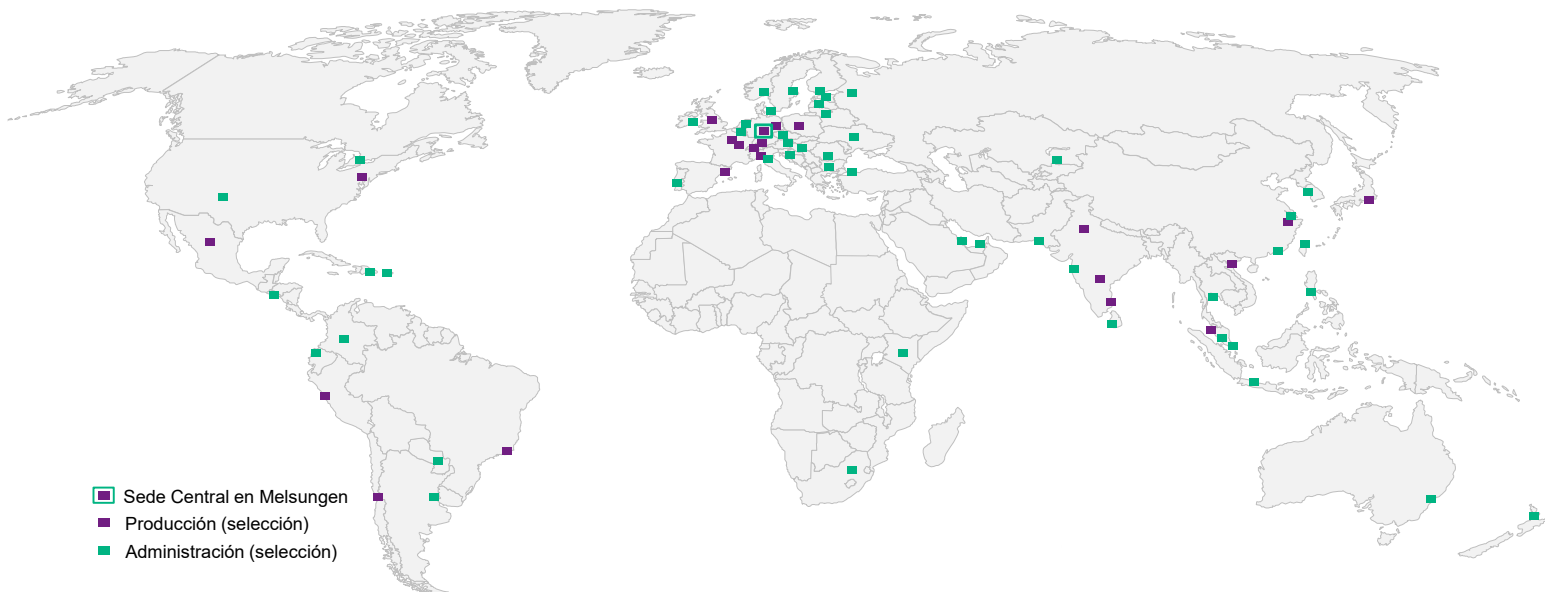 Sede Central en Melsungen
Producción (selección)
Administración (selección)